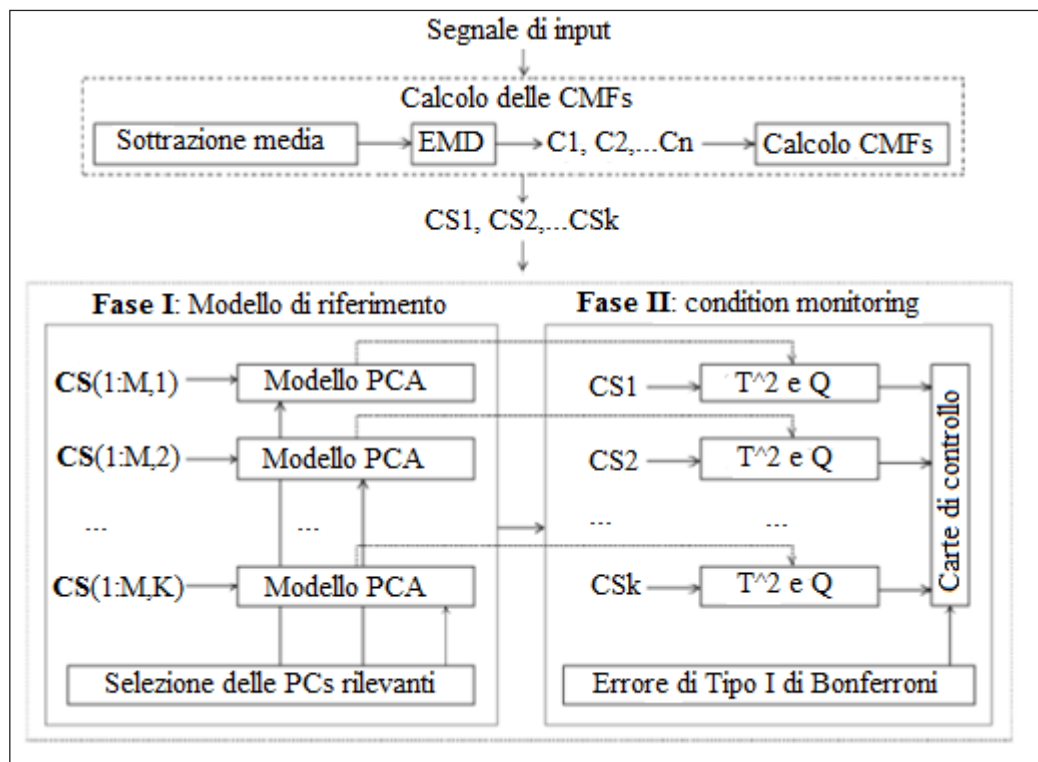 Segnale di input
Calcolo delle CMFs
Sottrazione media
EMD
C1, C2,...Cn
Calcolo CMFs
CS1, CS2,...CSk
Fase I: Modello di riferimento
CS(1:M,1)
Modello PCA
CS(1:M,2)
Modello PCA
...
...
CS(1:M,K)
Modello PCA
Selezione delle PCs rilevanti
Fase II: condition monitoring
CS1
T^2 e Q
CS2
T^2 e Q
...
...
CSk
T^2 e Q
Carte di controllo
Errore di Tipo I di Bonferroni